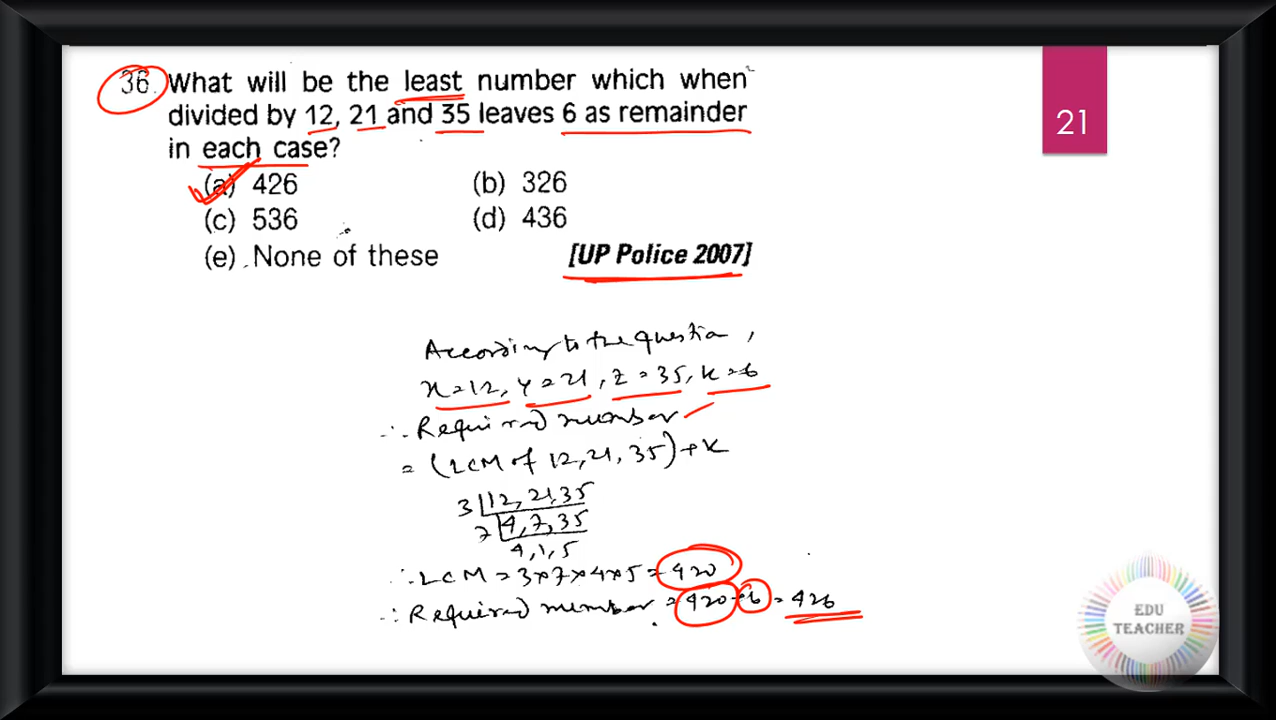 36. What will be the least number which when
divided by 12, 21 and 35 leaves 6 as remainder
in each case?
(a) 426 (b) 326
(c) 536 (d) 436
(e) None of these [UP Police 2007]
21
According to the question,
x=12, y=21, z=35, k=6
∴ Required number
= (LCM of 12, 21, 35) + k
3 | 12, 21, 35
7 | 4, 7, 35
4, 1, 5
∴ LCM = 3×7×4×5 = 420
∴ Required number = 420+6 = 426
EDU
TEACHER